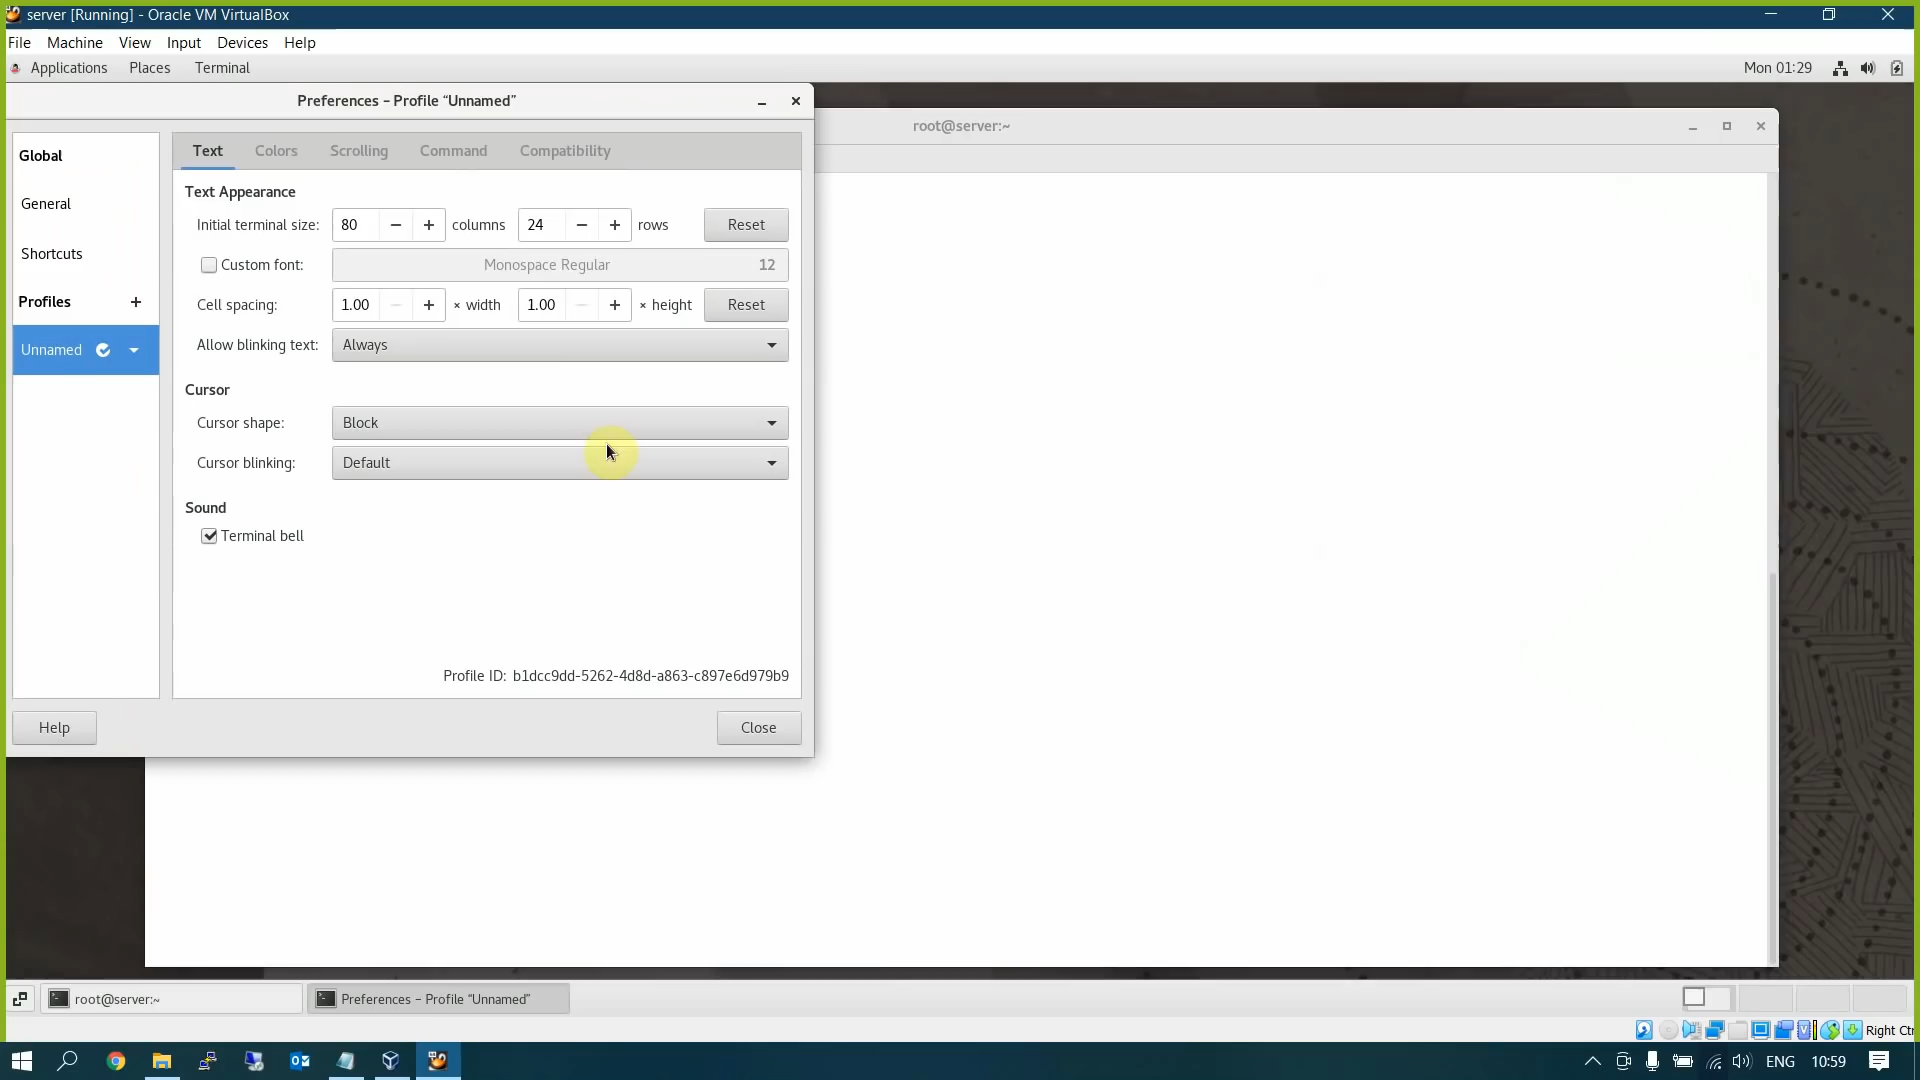 server [Running] - Oracle VM VirtualBox
File Machine View Input Devices Help
Applications Places Terminal Mon 01:29
Preferences – Profile “Unnamed”
root@server:~
Global
General
Shortcuts
Profiles +
Unnamed
Text Colors Scrolling Command Compatibility
Text Appearance
Initial terminal size: 80 − + columns 24 − + rows Reset
Custom font: Monospace Regular 12
Cell spacing: 1.00 − + × width 1.00 − + × height Reset
Allow blinking text: Always
Cursor
Cursor shape: Block
Cursor blinking: Default
Sound
Terminal bell
Profile ID: b1dcc9dd-5262-4d8d-a863-c897e6d979b9
Help Close
root@server:~ Preferences – Profile “Unnamed”
Right Ctr
ENG 10:59